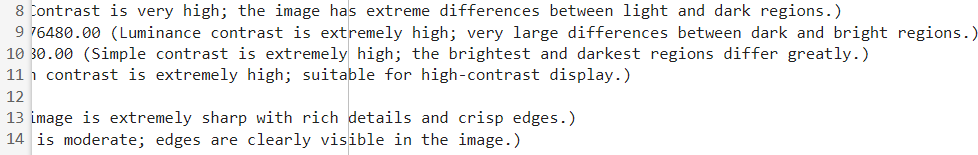 8 contrast is very high; the image has extreme differences between light and dark regions.)
9 76480.00 (Luminance contrast is extremely high; very large differences between dark and bright regions.)
10 80.00 (Simple contrast is extremely high; the brightest and darkest regions differ greatly.)
11 contrast is extremely high; suitable for high-contrast display.)
12
13 image is extremely sharp with rich details and crisp edges.)
14 is moderate; edges are clearly visible in the image.)